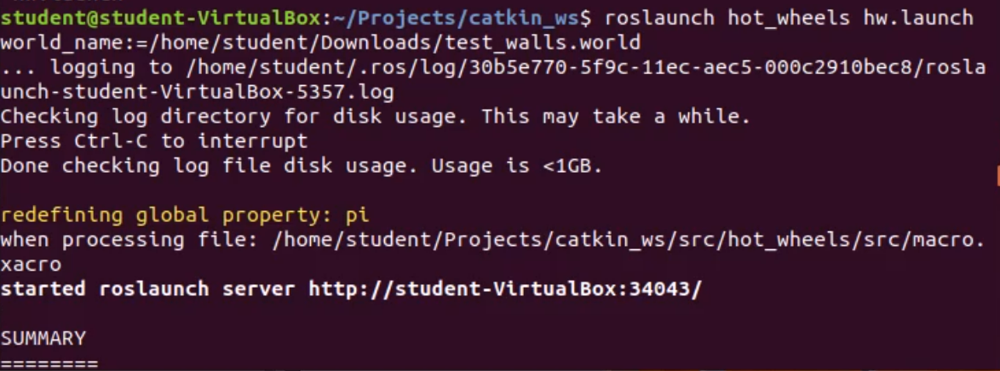 student@student-VirtualBox:~/Projects/catkin_ws$ roslaunch hot_wheels hw.launch
world_name:=/home/student/Downloads/test_walls.world
... logging to /home/student/.ros/log/30b5e770-5f9c-11ec-aec5-000c2910bec8/rosla
unch-student-VirtualBox-5357.log
Checking log directory for disk usage. This may take a while.
Press Ctrl-C to interrupt
Done checking log file disk usage. Usage is <1GB.

redefining global property: pi
when processing file: /home/student/Projects/catkin_ws/src/hot_wheels/src/macro.
xacro
started roslaunch server http://student-VirtualBox:34043/

SUMMARY
========